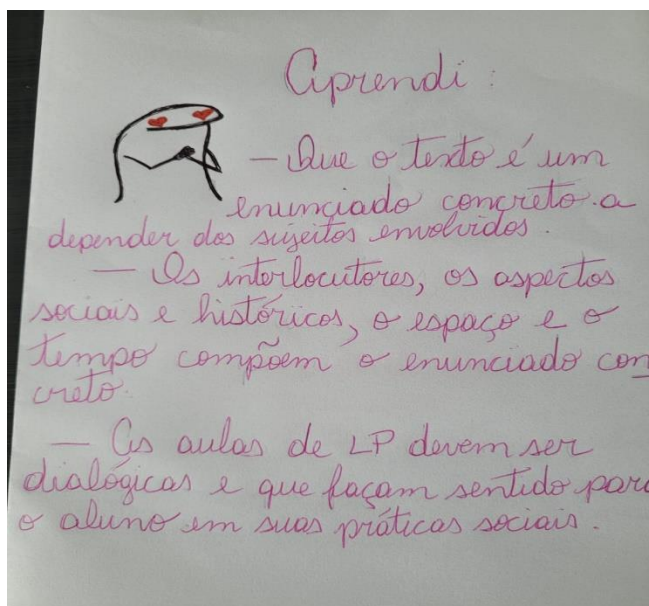 Aprendi:
— Que o texto é um
enunciado concreto a
depender dos sujeitos envolvidos.
— Os interlocutores, os aspectos
sociais e históricos, o espaço e o
tempo compõem o enunciado con
creto.
— As aulas de LP devem ser
dialógicas e que façam sentido para
o aluno em suas práticas sociais.